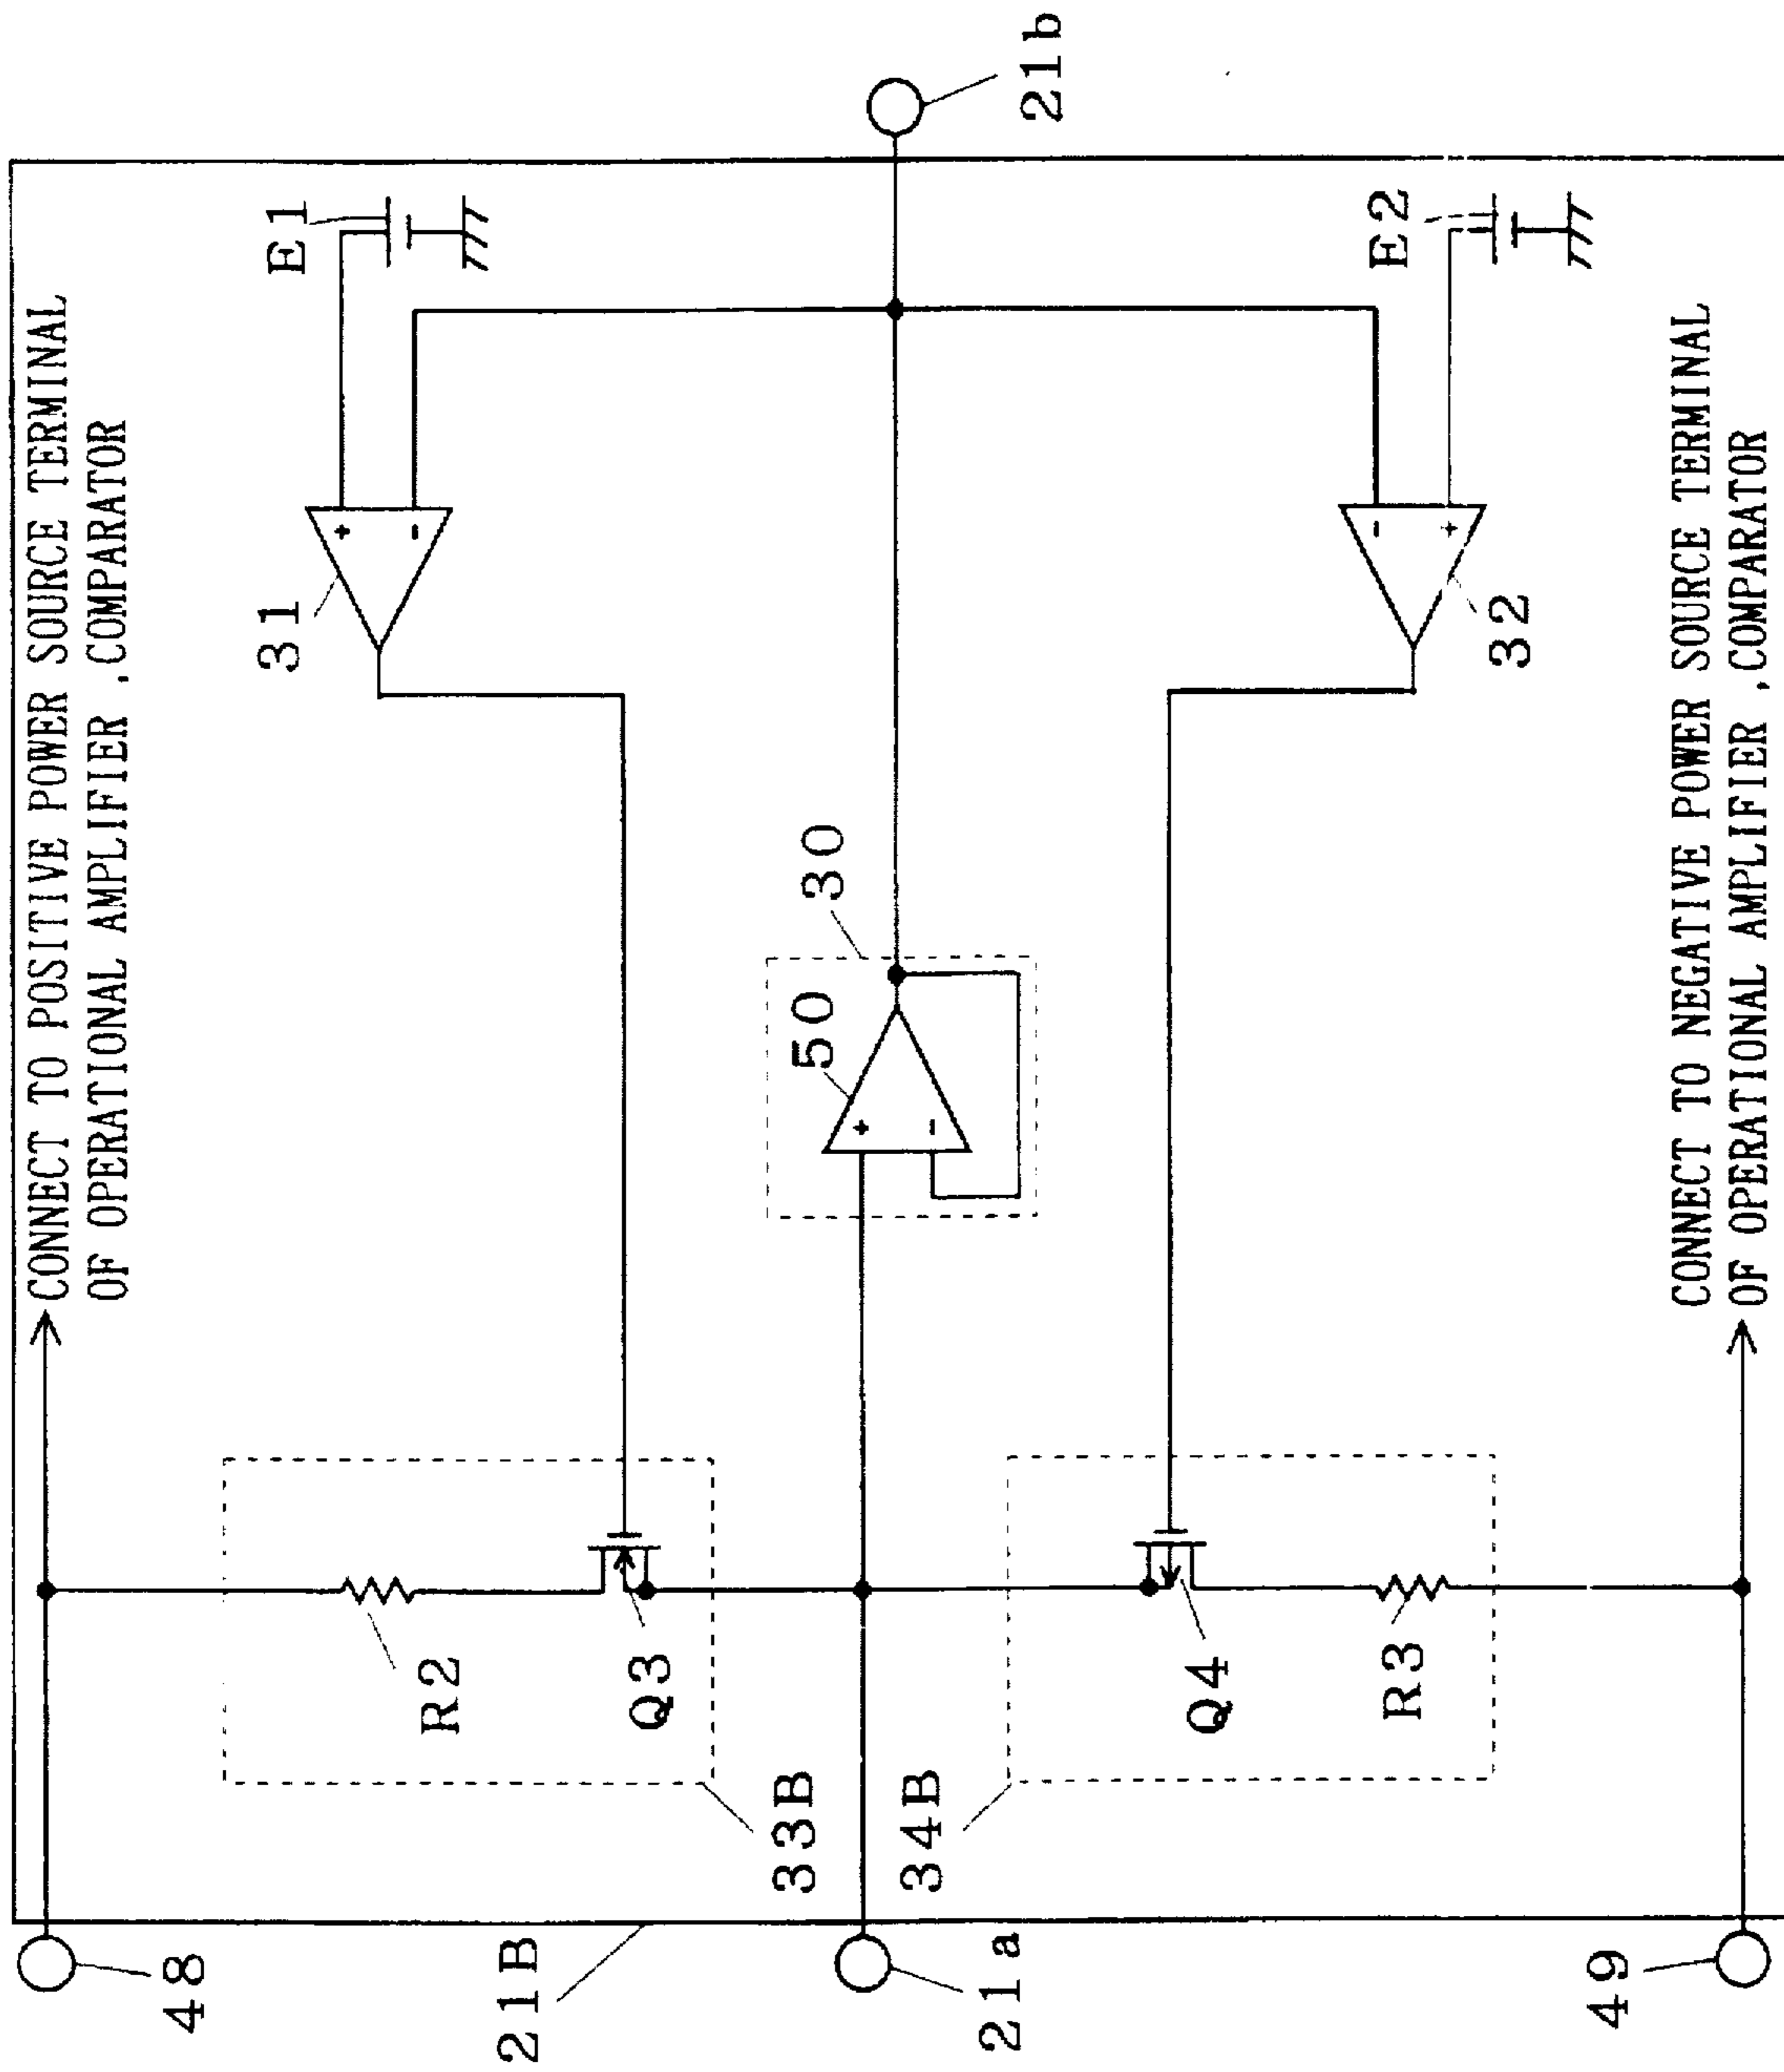 CONNECT TO POSITIVE POWER SOURCE TERMINAL
OF OPERATIONAL AMPLIFIER ,COMPARATOR
48
R2
Q3
33B
21B
31
E1
+
-
30
50
+
-
21a
21b
34B
Q4
R3
32
E2
-
+
49
CONNECT TO NEGATIVE POWER SOURCE TERMINAL
OF OPERATIONAL AMPLIFIER ,COMPARATOR